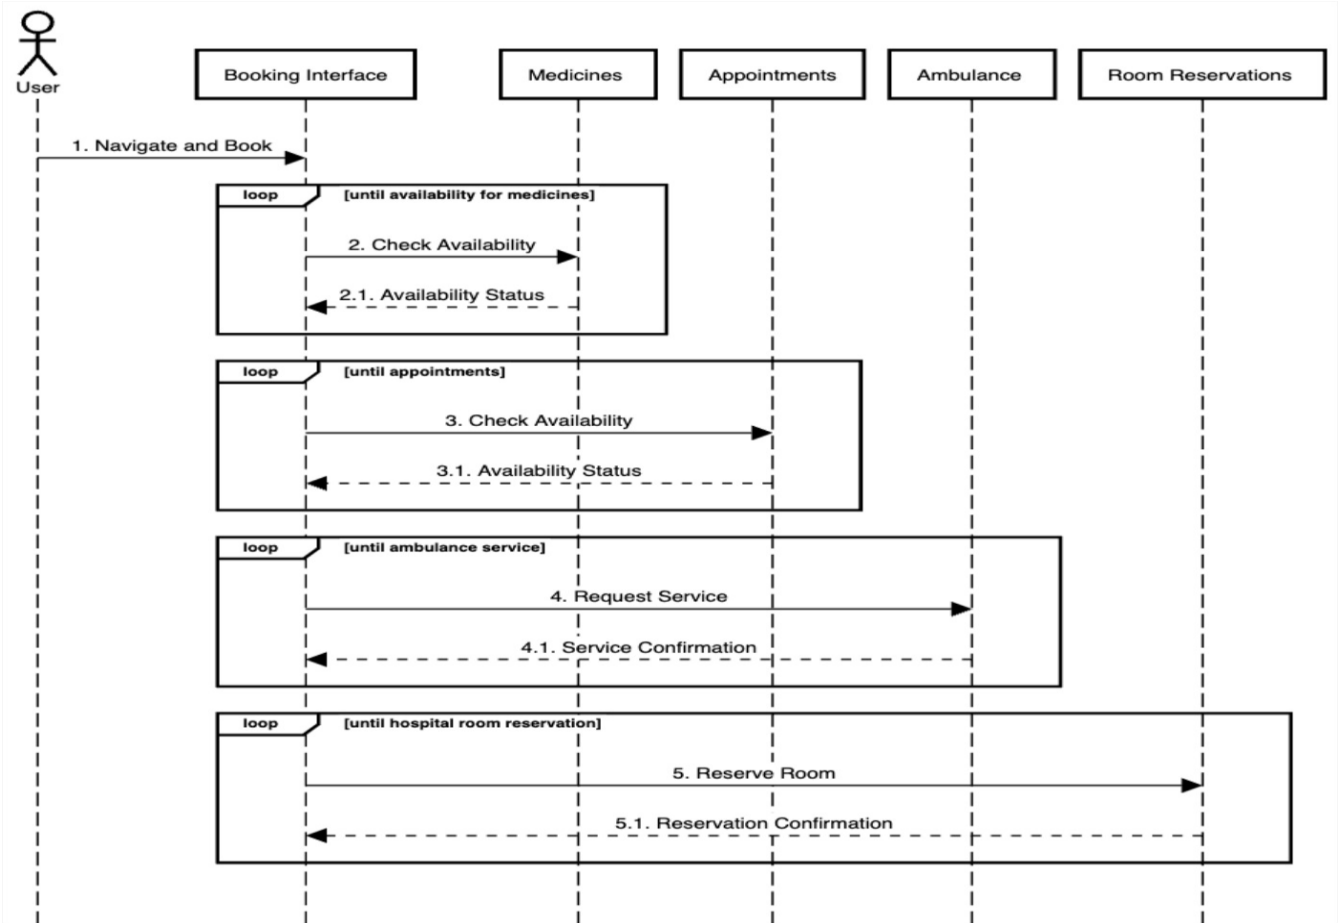 User
Booking Interface
Medicines
Appointments
Ambulance
Room Reservations
1. Navigate and Book
loop
[until availability for medicines]
2. Check Availability
2.1. Availability Status
loop
[until appointments]
3. Check Availability
3.1. Availability Status
loop
[until ambulance service]
4. Request Service
4.1. Service Confirmation
loop
[until hospital room reservation]
5. Reserve Room
5.1. Reservation Confirmation